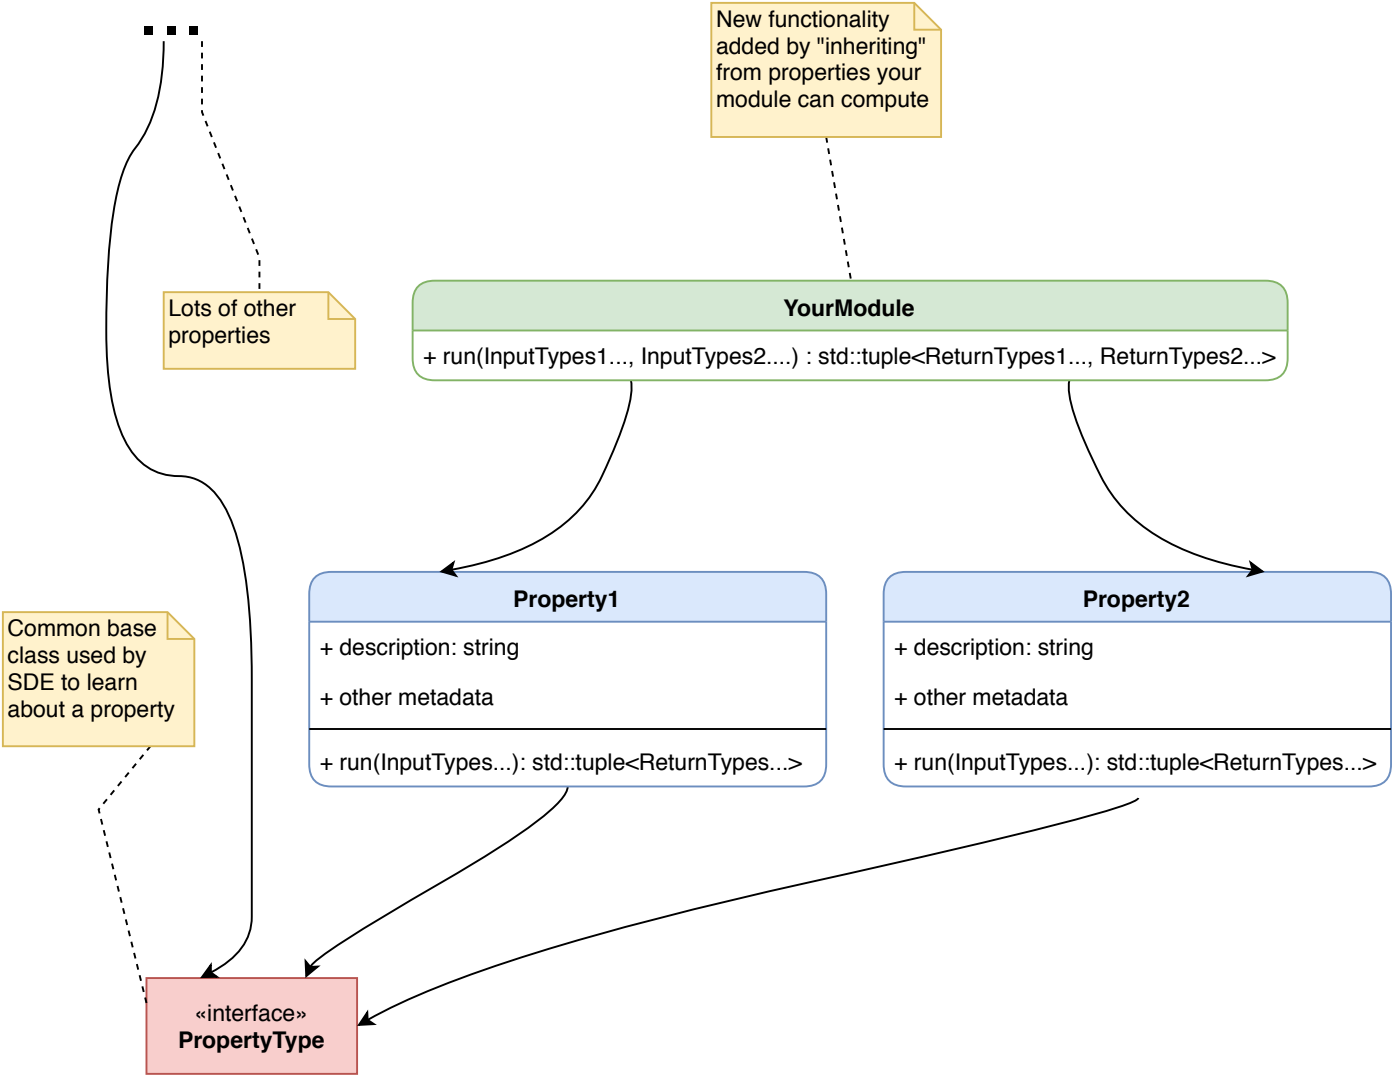 New functionality
added by "inheriting"
from properties your
module can compute
Lots of other
properties
YourModule
+ run(InputTypes1..., InputTypes2....) : std::tuple<ReturnTypes1..., ReturnTypes2...>
Property1
+ description: string
+ other metadata
+ run(InputTypes...): std::tuple<ReturnTypes...>
Property2
+ description: string
+ other metadata
+ run(InputTypes...): std::tuple<ReturnTypes...>
Common base
class used by
SDE to learn
about a property
«interface»
PropertyType